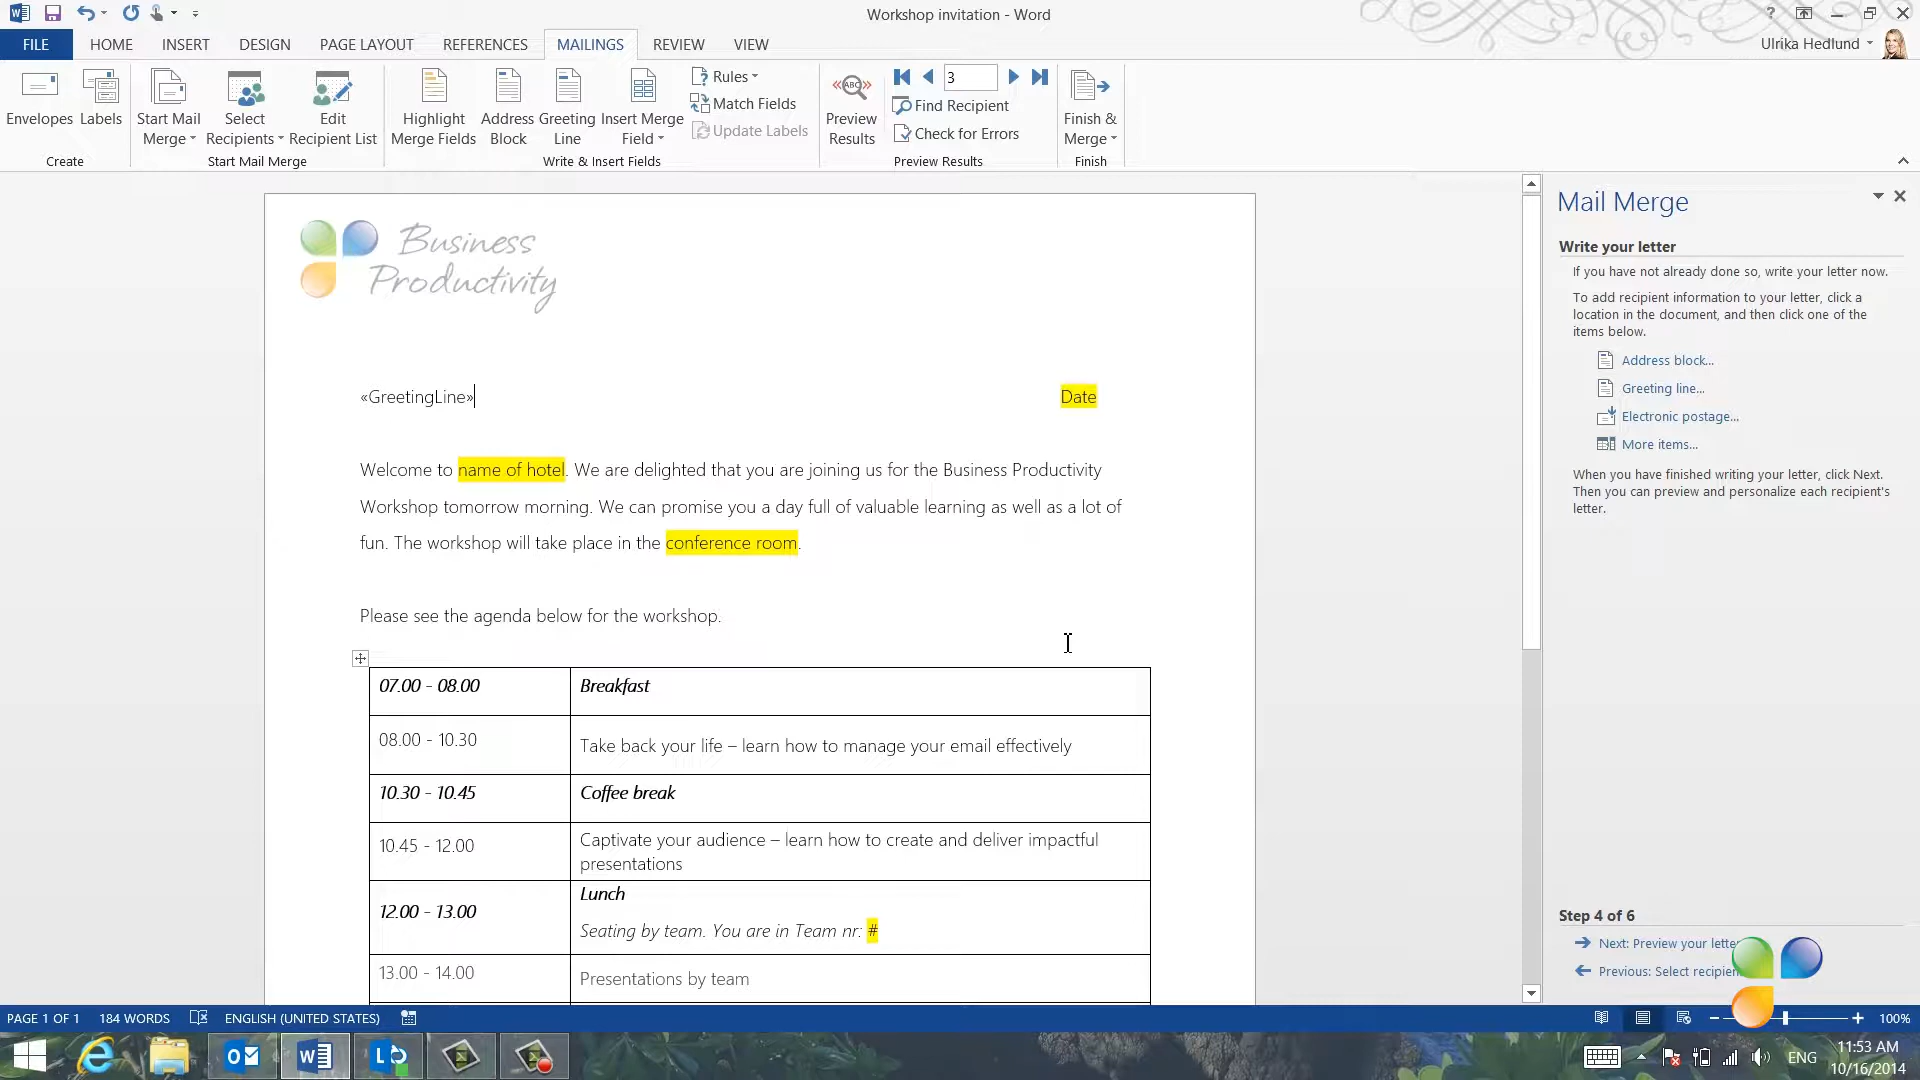 Workshop invitation - Word
?
FILE HOME INSERT DESIGN PAGE LAYOUT REFERENCES MAILINGS REVIEW VIEW
Ulrika Hedlund
Envelopes Labels
Create
Start Mail Merge
Select Recipients
Edit Recipient List
Start Mail Merge
Highlight Merge Fields
Address Block
Greeting Line
Insert Merge Field
Rules
Match Fields
Update Labels
Write & Insert Fields
ABC
Preview Results
3
Find Recipient
Check for Errors
Preview Results
Finish & Merge
Finish
Business
Productivity
«GreetingLine»
Date
Welcome to name of hotel. We are delighted that you are joining us for the Business Productivity
Workshop tomorrow morning. We can promise you a day full of valuable learning as well as a lot of
fun. The workshop will take place in the conference room.
Please see the agenda below for the workshop.
07.00 - 08.00 Breakfast
08.00 - 10.30 Take back your life – learn how to manage your email effectively
10.30 - 10.45 Coffee break
10.45 - 12.00 Captivate your audience – learn how to create and deliver impactful
presentations
12.00 - 13.00 Lunch
Seating by team. You are in Team nr: #
13.00 - 14.00 Presentations by team
Mail Merge
Write your letter
If you have not already done so, write your letter now.
To add recipient information to your letter, click a
location in the document, and then click one of the
items below.
Address block...
Greeting line...
Electronic postage...
More items...
When you have finished writing your letter, click Next.
Then you can preview and personalize each recipient's
letter.
Step 4 of 6
Next: Preview your
Previous: Select
PAGE 1 OF 1 184 WORDS ENGLISH (UNITED STATES)
100%
ENG
11:53 AM
10/16/2014